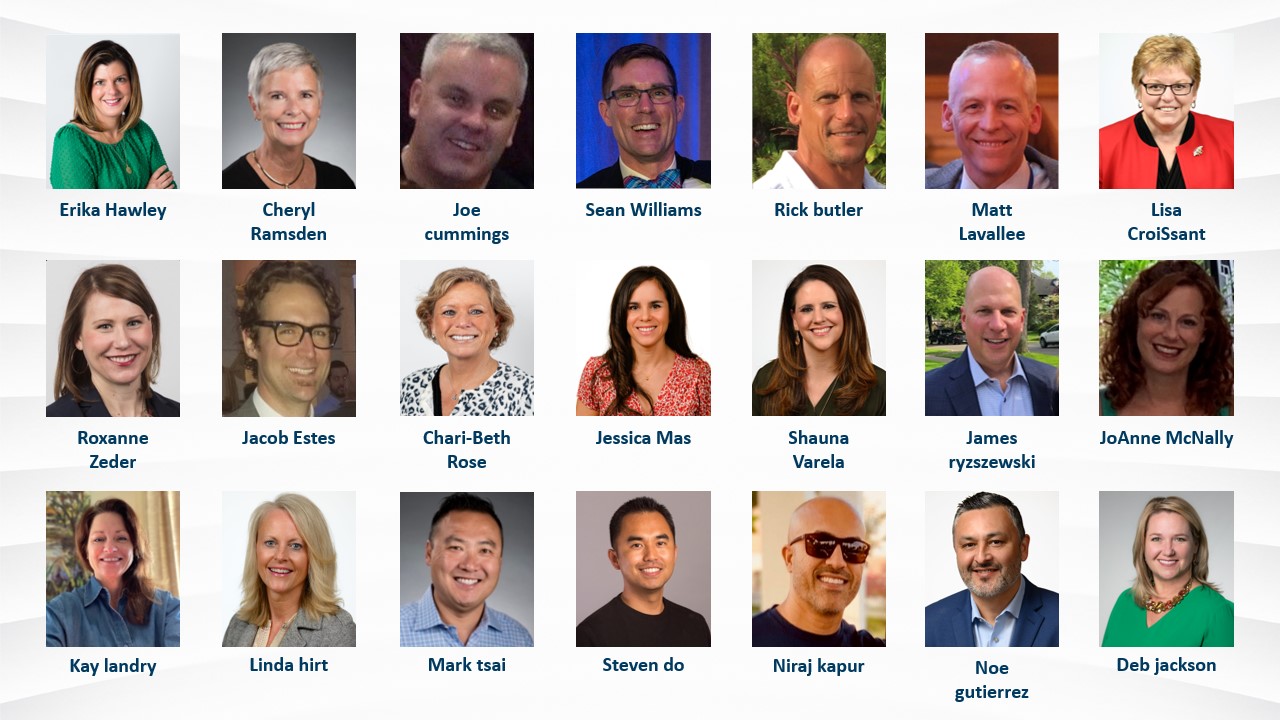 Erika Hawley
Cheryl
Ramsden
Joe
cummings
Sean Williams
Rick butler
Matt
Lavallee
Lisa
CroiSsant
Roxanne
Zeder
Jacob Estes
Chari-Beth
Rose
Jessica Mas
Shauna
Varela
James
ryzszewski
JoAnne McNally
Kay landry
Linda hirt
Mark tsai
Steven do
Niraj kapur
Noe
gutierrez
Deb jackson